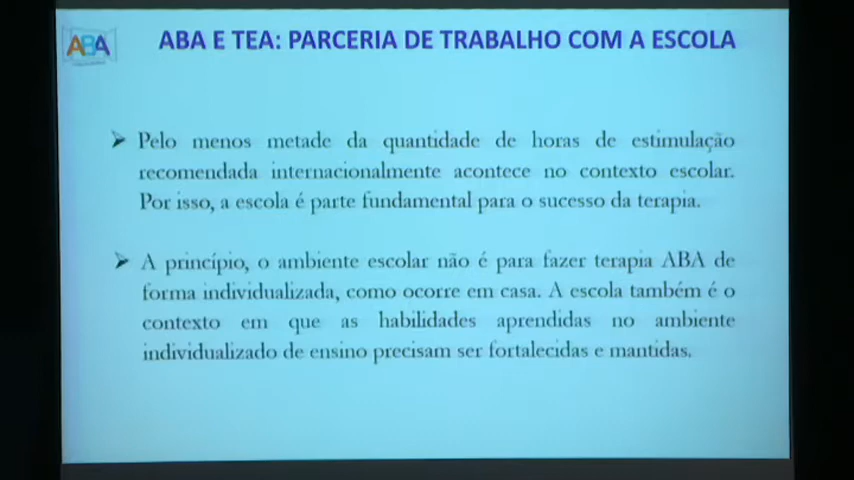 ABA
ABA E TEA: PARCERIA DE TRABALHO COM A ESCOLA
Pelo menos metade da quantidade de horas de estimulação
recomendada internacionalmente acontece no contexto escolar.
Por isso, a escola é parte fundamental para o sucesso da terapia.
A princípio, o ambiente escolar não é para fazer terapia ABA de
forma individualizada, como ocorre em casa. A escola também é o
contexto em que as habilidades aprendidas no ambiente
individualizado de ensino precisam ser fortalecidas e mantidas.